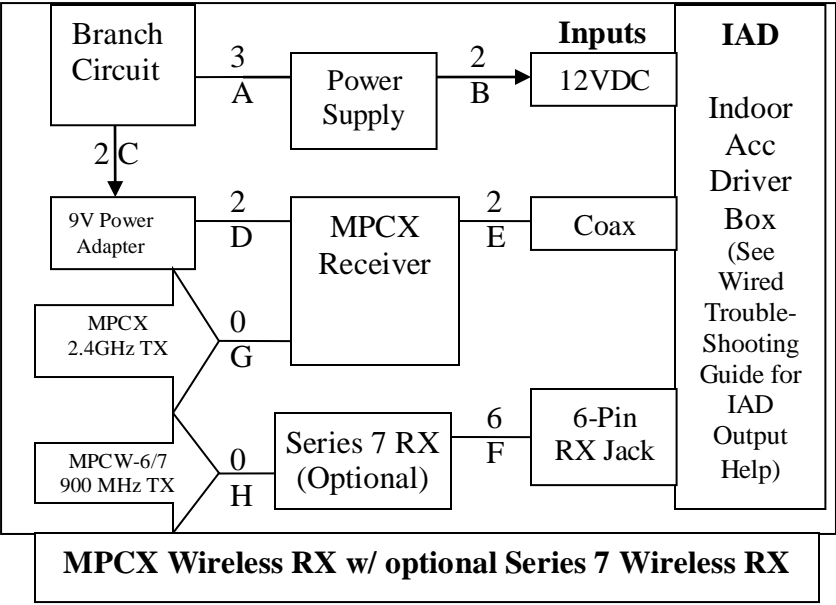 Branch
Circuit
3
A
Power
Supply
2
B
Inputs
12VDC
IAD
Indoor
Acc
Driver
Box
(See
Wired
Trouble-
Shooting
Guide for
IAD
Output
Help)
2 C
9V Power
Adapter
2
D
MPCX
Receiver
2
E
Coax
MPCX
2.4GHz TX
0
G
MPCW-6/7
900 MHz TX
0
H
Series 7 RX
(Optional)
6
F
6-Pin
RX Jack
MPCX Wireless RX w/ optional Series 7 Wireless RX